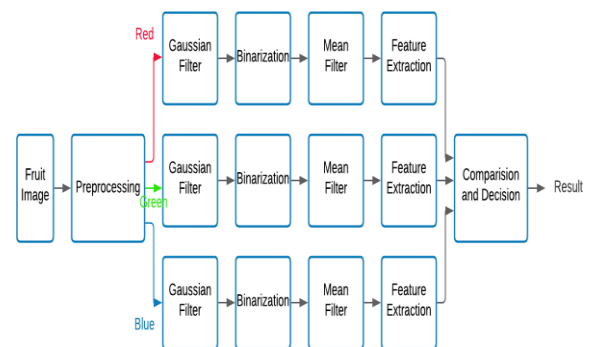 Red
Gaussian
Filter
Binarization
Mean
Filter
Feature
Extraction
Fruit
Image
Preprocessing
Green
Gaussian
Filter
Binarization
Mean
Filter
Feature
Extraction
Comparision
and Decision
Result
Blue
Gaussian
Filter
Binarization
Mean
Filter
Feature
Extraction